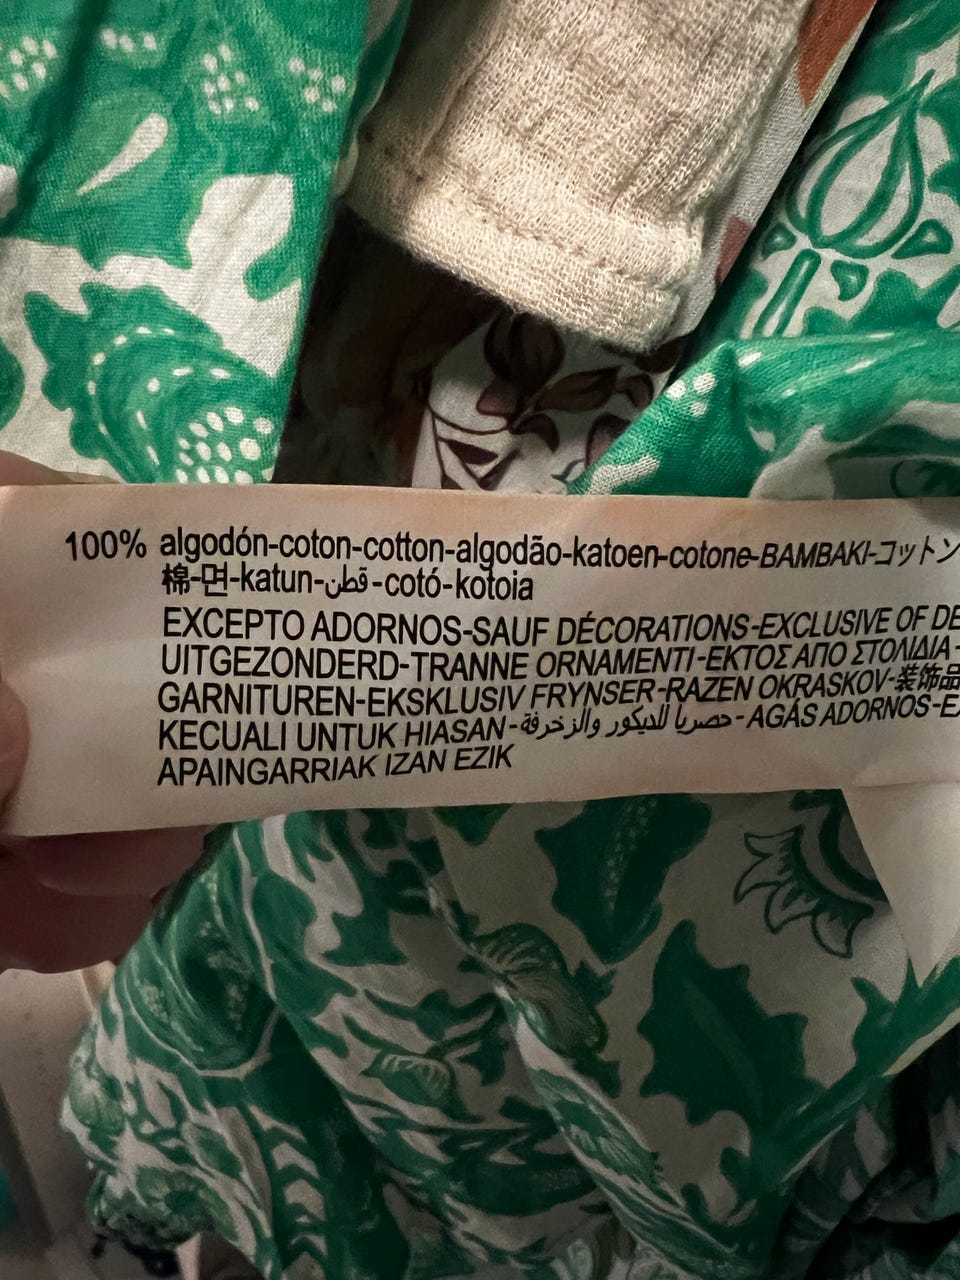 100% algodón-coton-cotton-algodão-katoen-cotone-BAMBAKI-コットン
棉-면-katun-قطن-cotó-kotoia
EXCEPTO ADORNOS-SAUF DÉCORATIONS-EXCLUSIVE OF DE
UITGEZONDERD-TRANNE ORNAMENTI-ΕΚΤΟΣ ΑΠΟ ΣΤΟΛΙΔΙΑ-
GARNITUREN-EKSKLUSIV FRYNSER-RAZEN OKRASKOV-装饰品
KECUALI UNTUK HIASAN-حصريا للديكور والزخرفة-AGAS ADORNOS-E
APAINGARRIAK IZAN EZIK